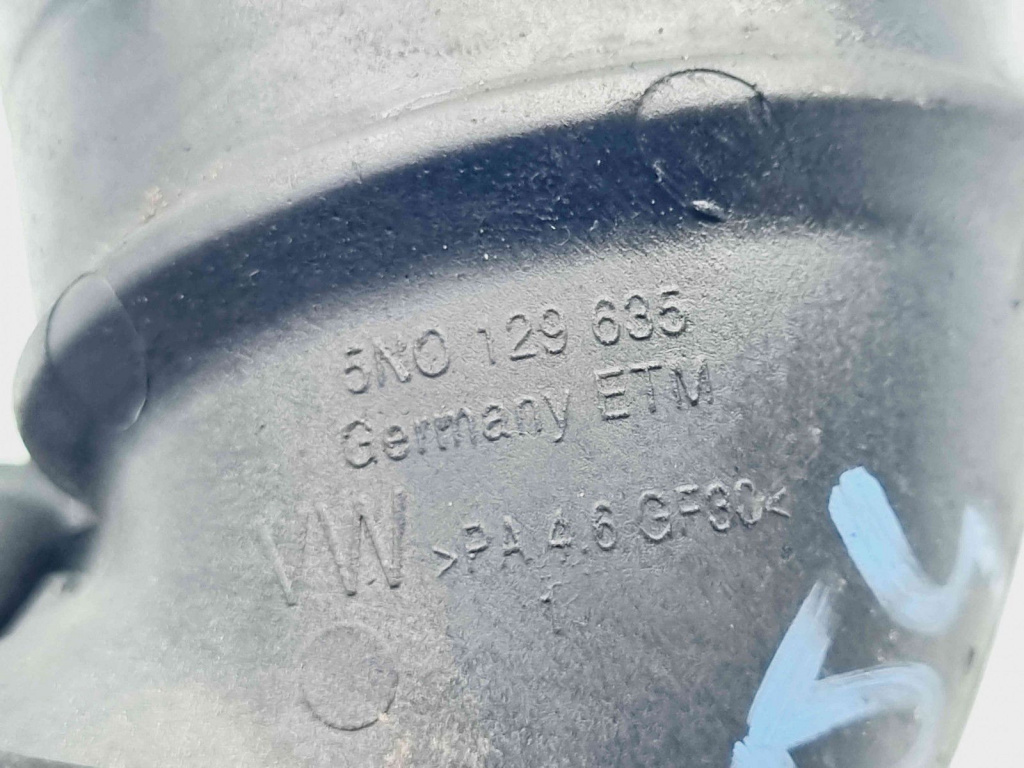 5N0 129 635
Germany ETM
VW >PA 4.6 GF30<